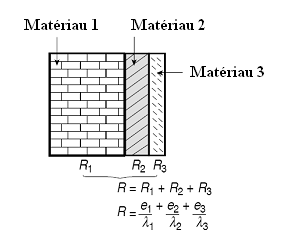 Matériau 1
Matériau 2
Matériau 3
R₁ R₂ R₃
R = R₁ + R₂ + R₃
R = e₁/λ₁ + e₂/λ₂ + e₃/λ₃